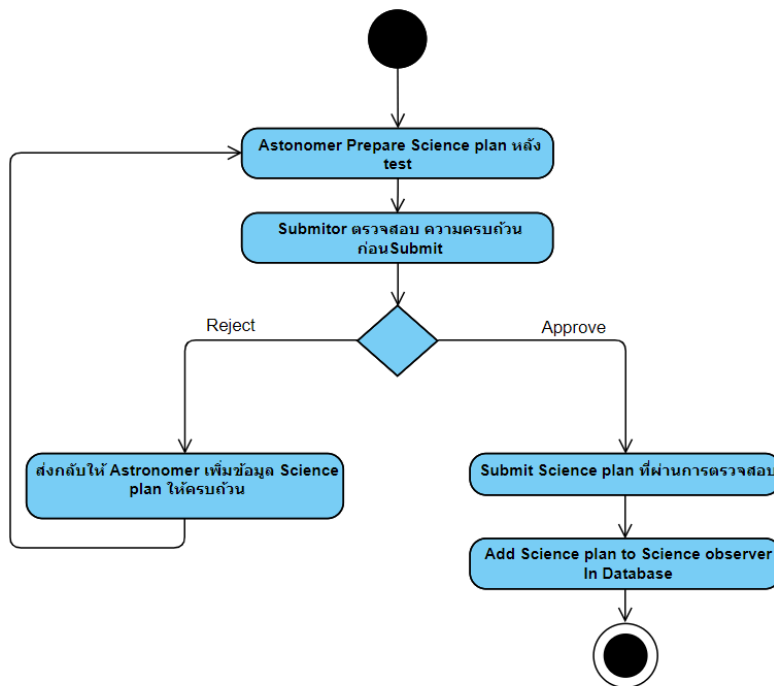 Astonomer Prepare Science plan หลัง
test
Submitor ตรวจสอบ ความครบถ้วน
ก่อนSubmit
Reject
Approve
ส่งกลับให้ Astronomer เพิ่มข้อมูล Science
plan ให้ครบถ้วน
Submit Science plan ที่ผ่านการตรวจสอบ
Add Science plan to Science observer
In Database